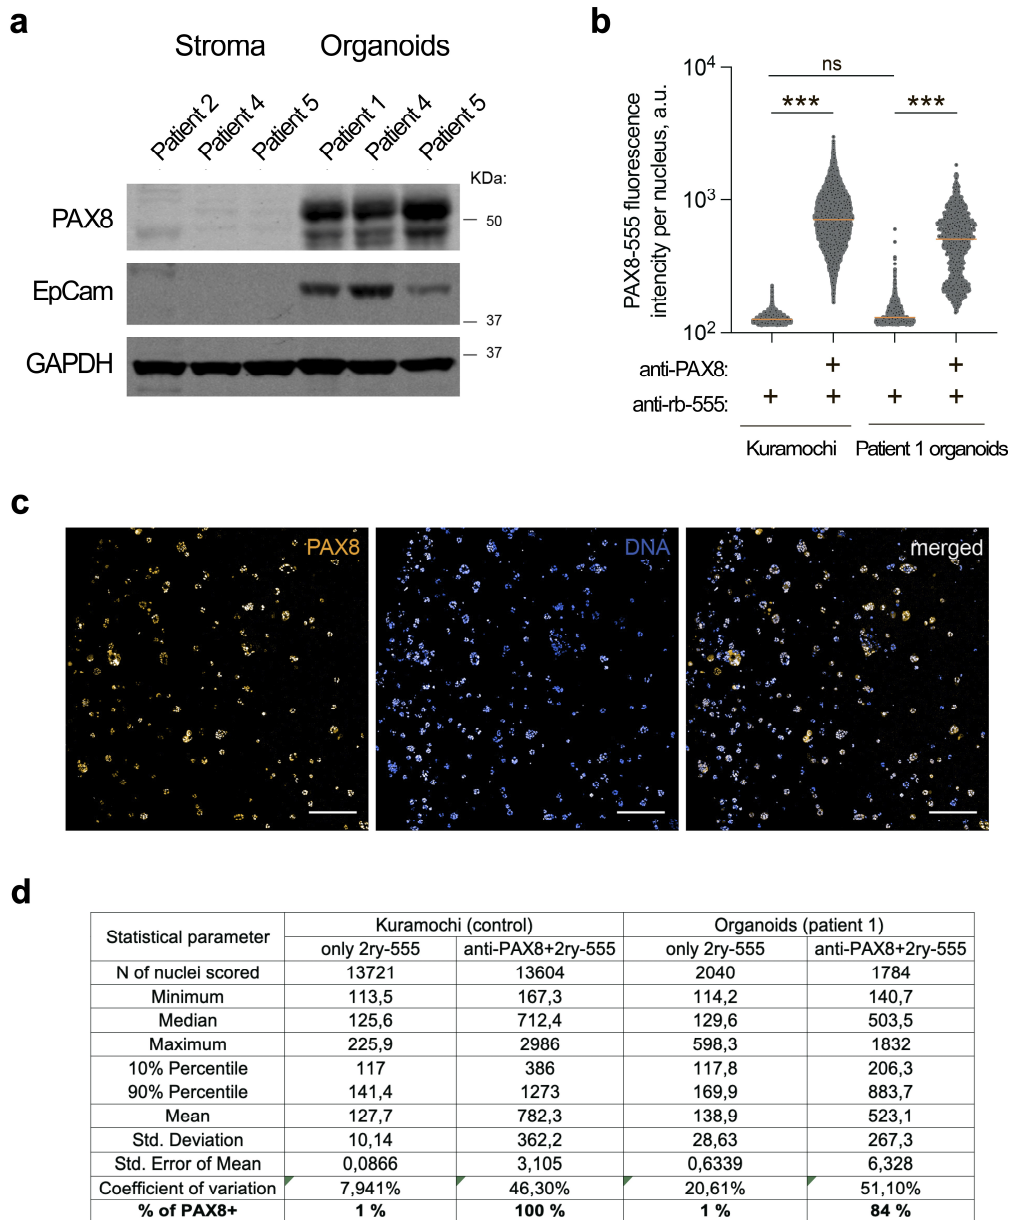 a
Stroma Organoids
Patient 2 Patient 4 Patient 5 Patient 1 Patient 4 Patient 5
KDa:
PAX8
50
EpCam
37
GAPDH
37
b
PAX8-555 fluorescence
intencity per nucleus, a.u.
10⁴
10³
10²
ns
*** ***
anti-PAX8: + +
anti-rb-555: + + + +
Kuramochi Patient 1 organoids
c
PAX8 DNA merged
d
Statistical parameter Kuramochi (control) Organoids (patient 1)
only 2ry-555 anti-PAX8+2ry-555 only 2ry-555 anti-PAX8+2ry-555
N of nuclei scored 13721 13604 2040 1784
Minimum 113,5 167,3 114,2 140,7
Median 125,6 712,4 129,6 503,5
Maximum 225,9 2986 598,3 1832
10% Percentile 117 386 117,8 206,3
90% Percentile 141,4 1273 169,9 883,7
Mean 127,7 782,3 138,9 523,1
Std. Deviation 10,14 362,2 28,63 267,3
Std. Error of Mean 0,0866 3,105 0,6339 6,328
Coefficient of variation 7,941% 46,30% 20,61% 51,10%
% of PAX8+ 1 % 100 % 1 % 84 %